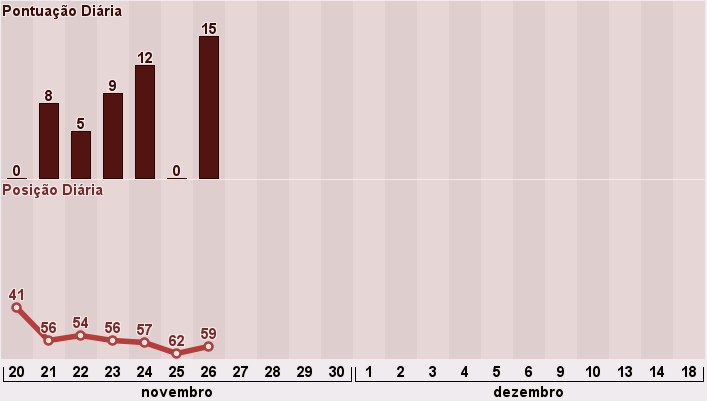 Pontuação Diária
0 8 5 9 12 0 15
Posição Diária
41 56 54 56 57 62 59
20 21 22 23 24 25 26 27 28 29 30 1 2 3 4 5 6 9 10 13 14 18
novembro dezembro